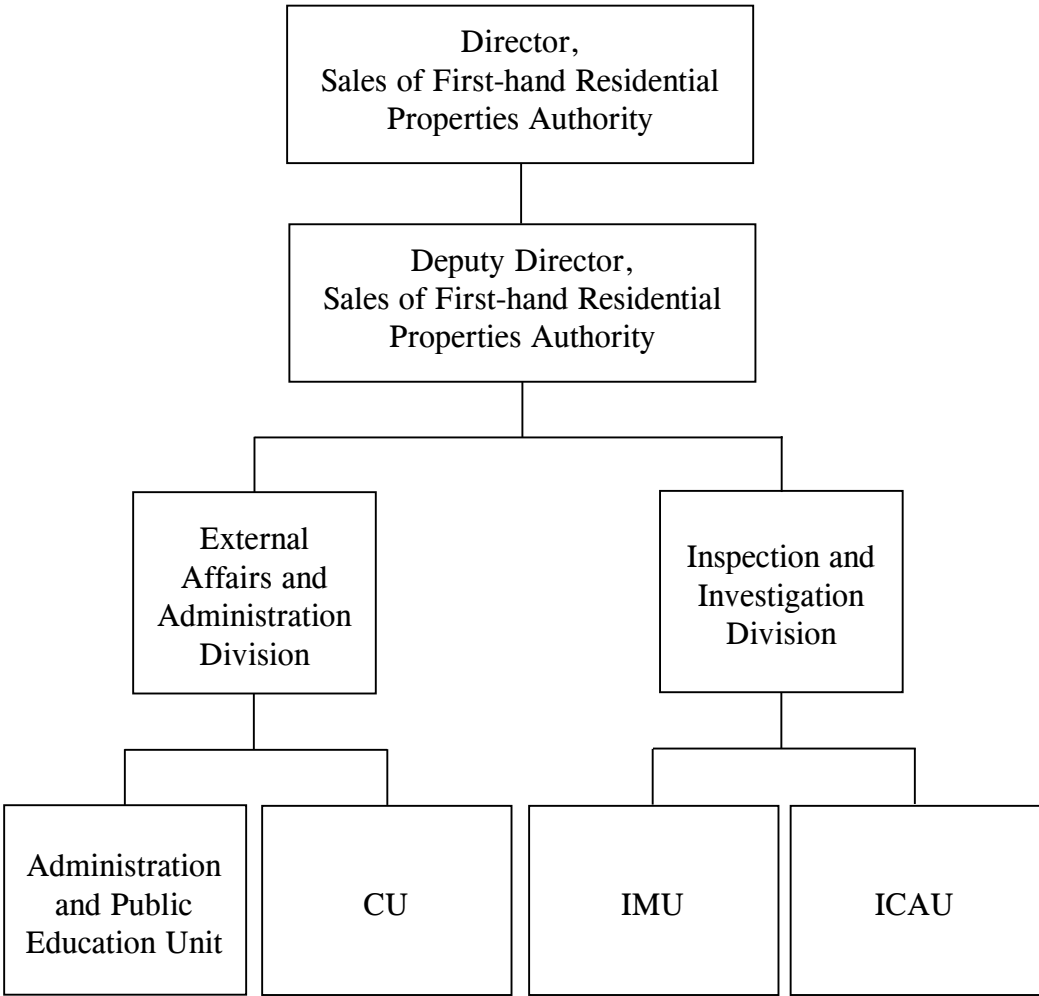 Director,
Sales of First-hand Residential
Properties Authority
Deputy Director,
Sales of First-hand Residential
Properties Authority
External
Affairs and
Administration
Division
Inspection and
Investigation
Division
Administration
and Public
Education Unit
CU
IMU
ICAU